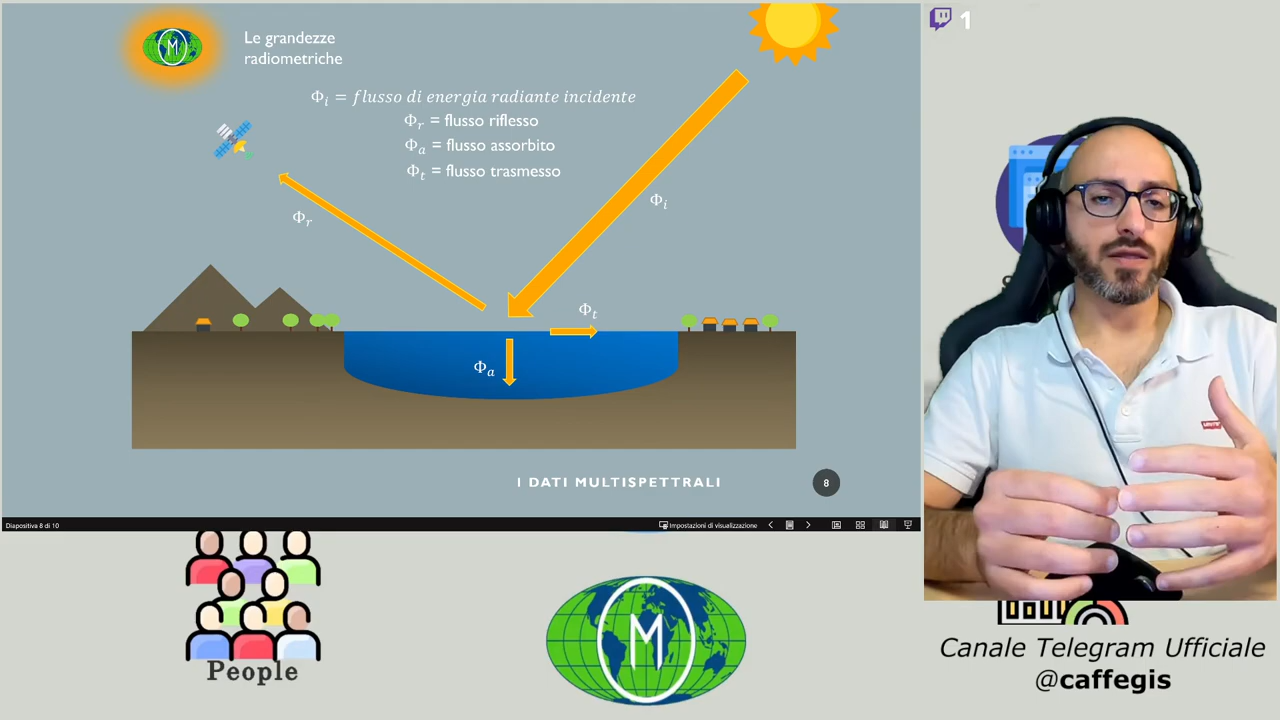 M
Le grandezze
radiometriche
Φi = flusso di energia radiante incidente
Φr = flusso riflesso
Φa = flusso assorbito
Φt = flusso trasmesso
Φi
Φr
Φt
Φa
I DATI MULTISPETTRALI
8
Diapositiva 8 di 10
Impostazioni di visualizzazione
1
People
M
Canale Telegram Ufficiale
@caffegis